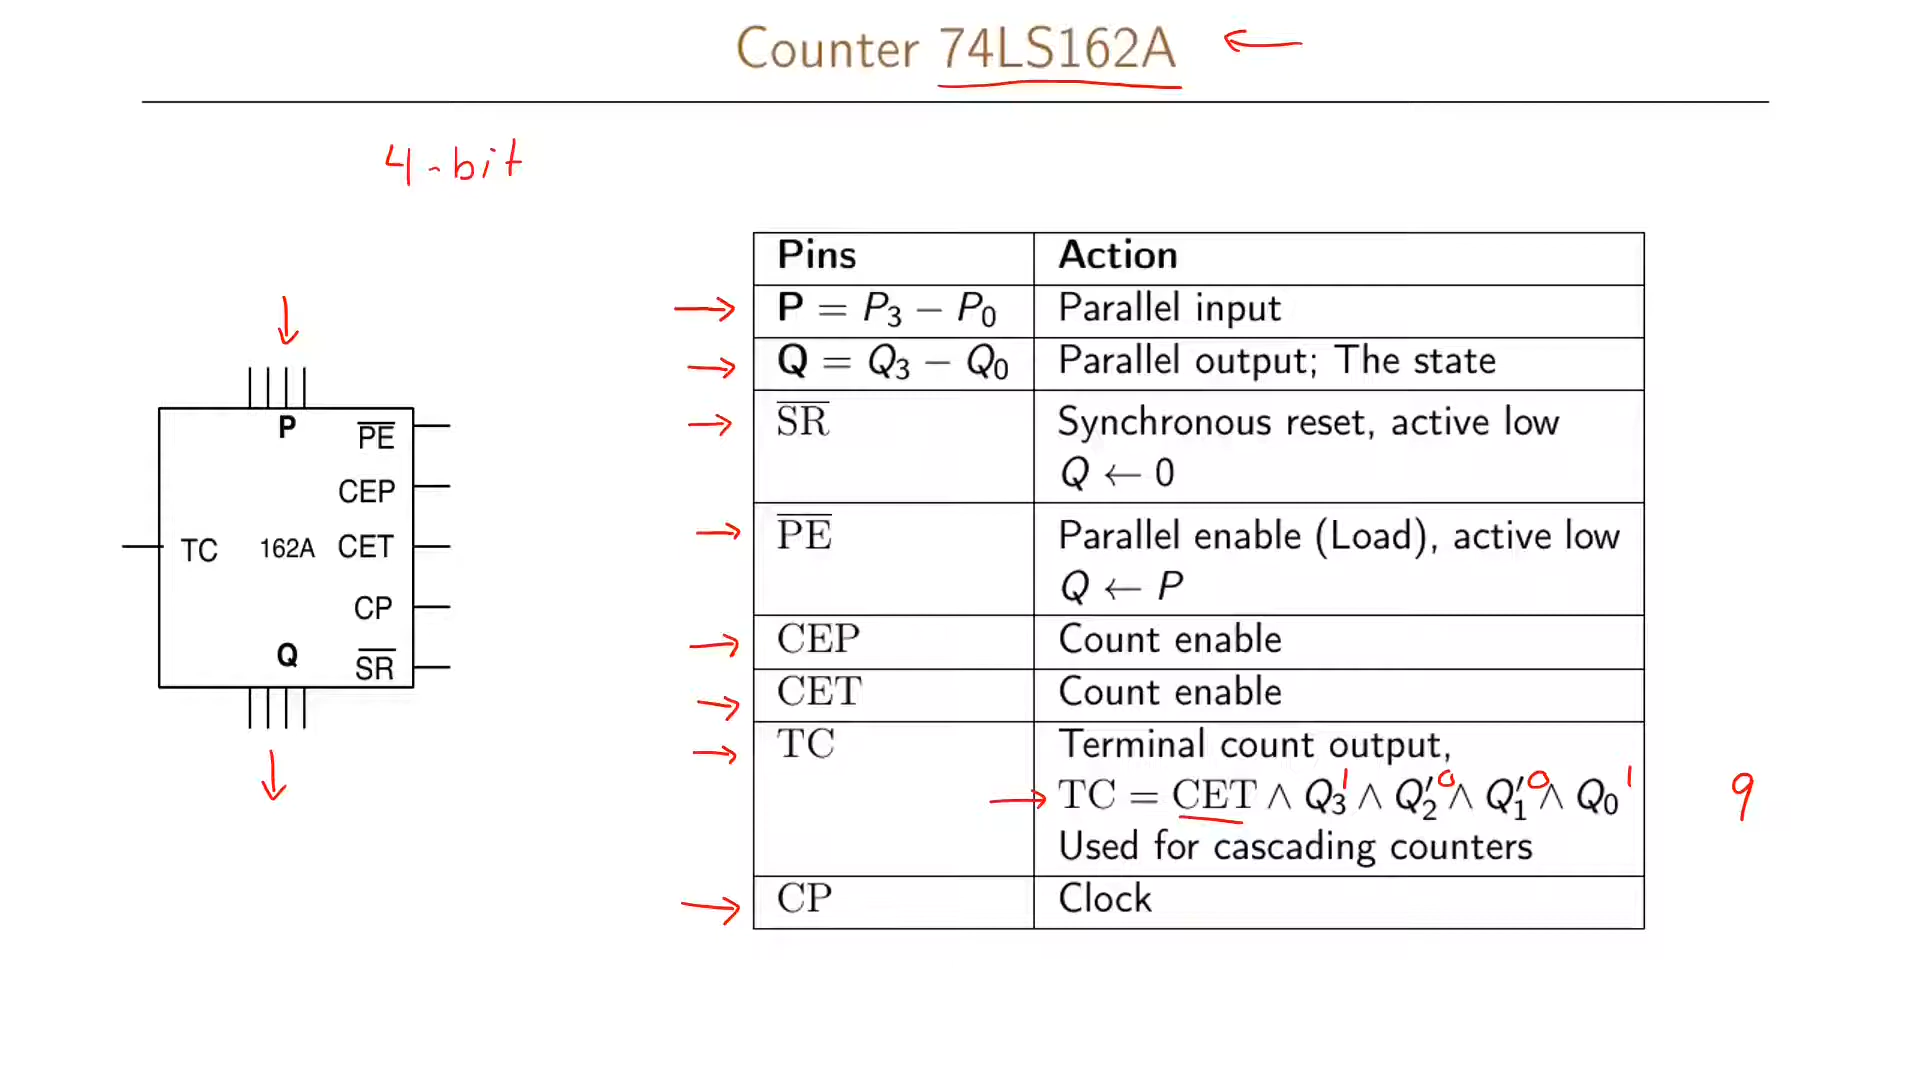 Counter 74LS162A
4-bit
P
PE̅
CEP
TC 162A CET
CP
Q
S̅R̅
Pins Action
P = P₃ − P₀ Parallel input
Q = Q₃ − Q₀ Parallel output; The state
S̅R̅ Synchronous reset, active low
Q ← 0
P̅E̅ Parallel enable (Load), active low
Q ← P
CEP Count enable
CET Count enable
TC Terminal count output,
1 0 0 1
TC = CET ∧ Q₃ ∧ Q₂′ ∧ Q₁′ ∧ Q₀ 9
Used for cascading counters
CP Clock